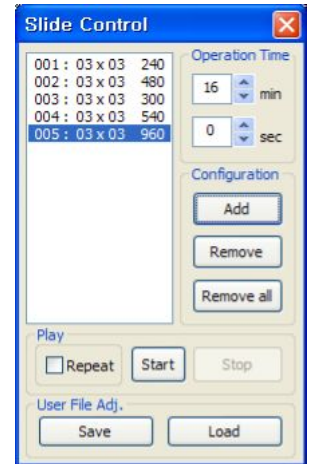 Slide Control
001 : 03 x 03 240
002 : 03 x 03 480
003 : 03 x 03 300
004 : 03 x 03 540
005 : 03 x 03 960
Operation Time
16 min
0 sec
Configuration
Add
Remove
Remove all
Play
Repeat Start Stop
User File Adj.
Save Load